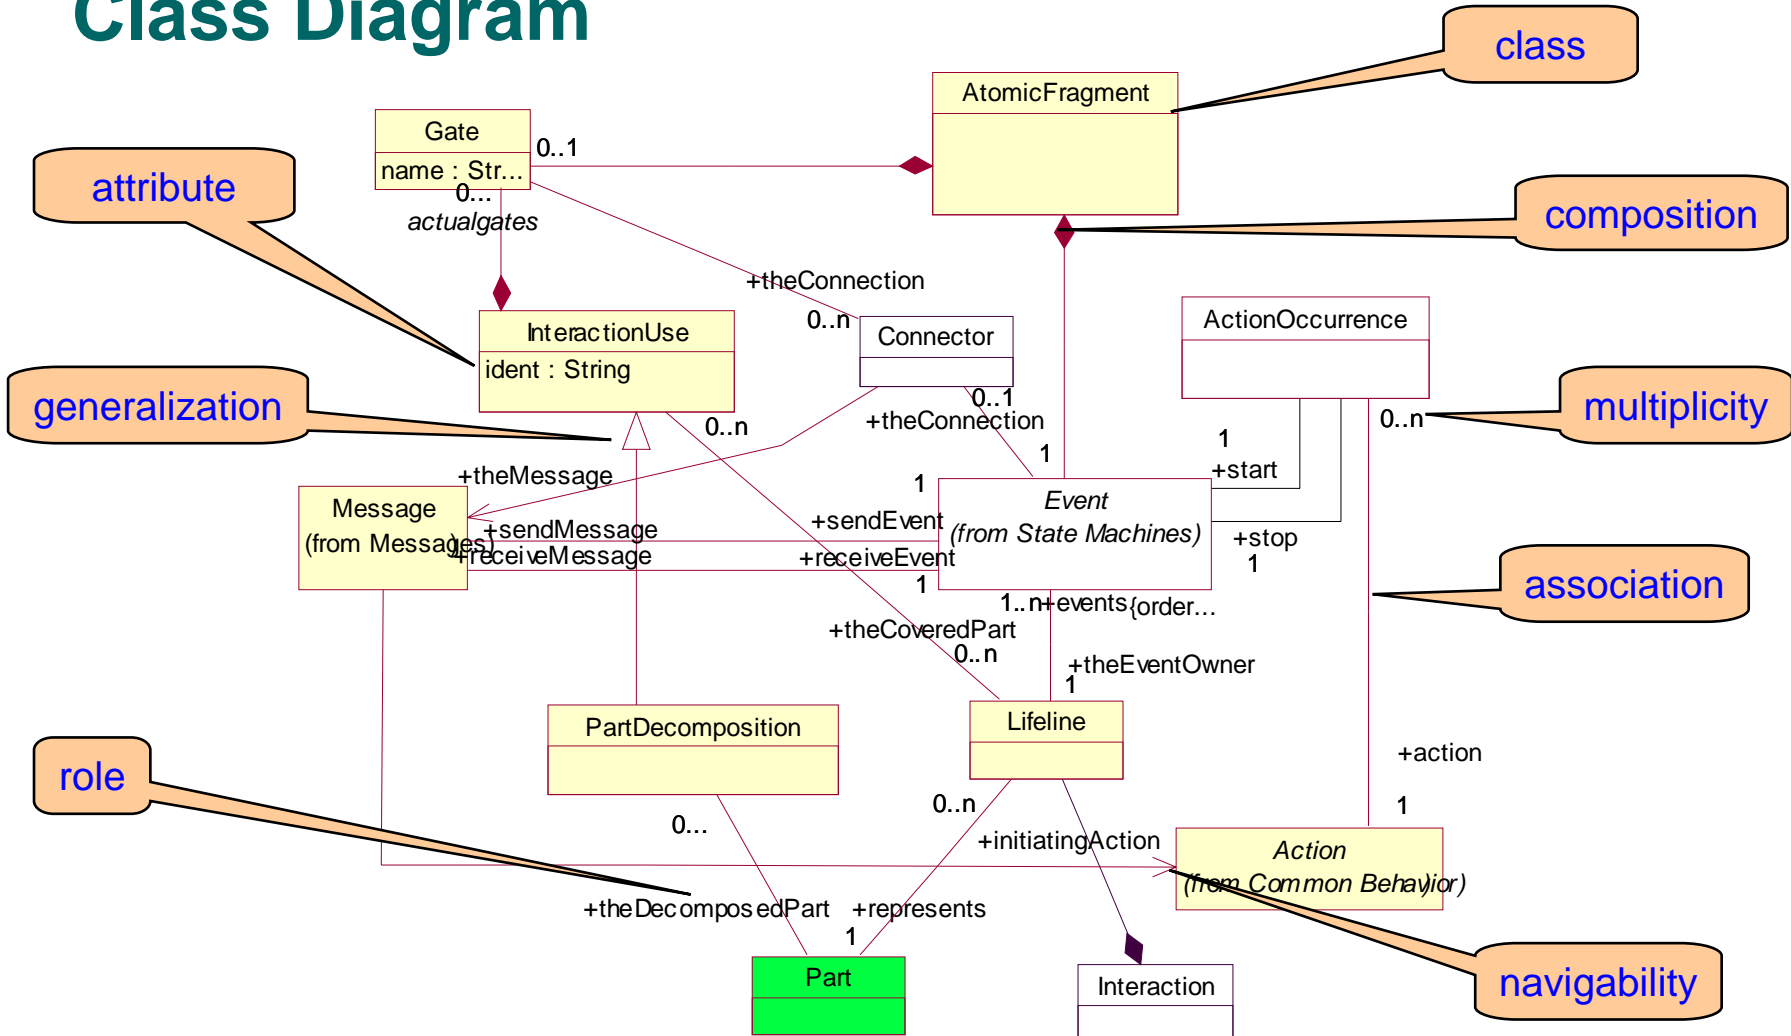 Class Diagram
class
AtomicFragment
Gate
0..1
name : Str...
0...
actualgates
attribute
composition
+theConnection
0..n
InteractionUse
ident : String
Connector
ActionOccurrence
generalization
0..n
0..1
+theConnection
1
0..n
multiplicity
1
+start
+theMessage
1
Message
(from Messages)
+sendMessage
+receiveMessage
+sendEvent
+receiveEvent
1
Event
(from State Machines)
+stop
1
1..n
+events
{order...
association
+theCoveredPart
0..n
+theEventOwner
1
PartDecomposition
Lifeline
role
+action
1
0...
0..n
+initiatingAction
Action
(from Common Behavior)
+theDecomposedPart
+represents
1
Part
Interaction
navigability